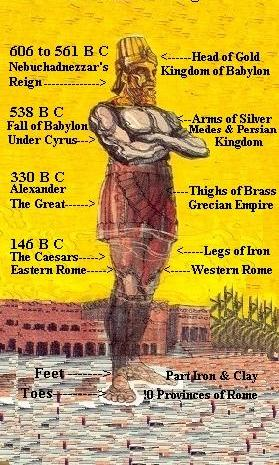 606 to 561 B C
Nebuchadnezzar's
Reign--------------->
<------Head of Gold
Kingdom of Babylon
538 B C
Fall of Babylon
Under Cyrus--->
<---Arms of Silver
Medes & Persian
Kingdom
330 B C
Alexander
The Great----->
<---Thighs of Brass
Grecian Empire
146 B C
The Caesars---->
Eastern Rome---->
<----Legs of Iron
<----Western Rome
Feet -------->
Part Iron & Clay
Toes -------->
!0 Provinces of Rome